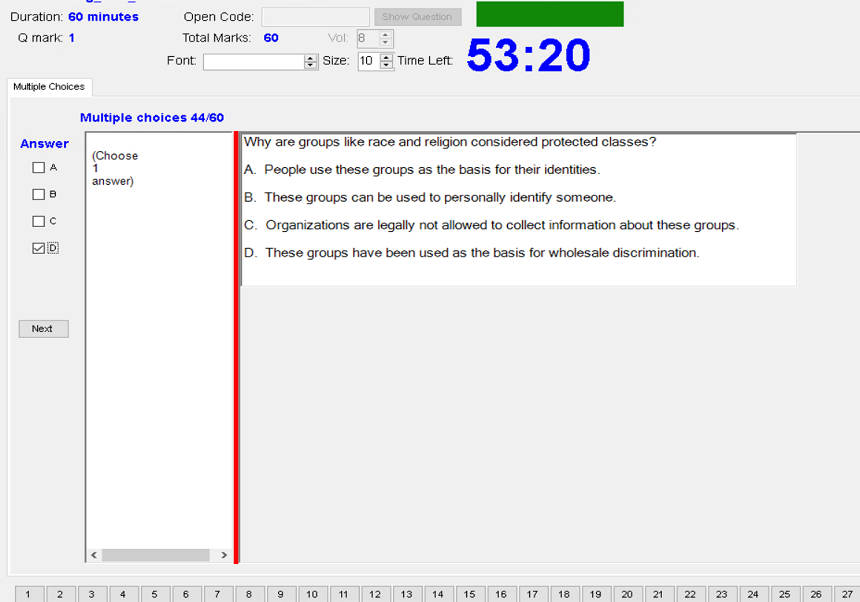 Duration: 60 minutes Open Code: Show Question
Q mark: 1 Total Marks: 60 Vol: 8
Font: Size: 10 Time Left: 53:20
Multiple Choices
Multiple choices 44/60
Answer
A
B
C
D
Next
(Choose
1
answer)
Why are groups like race and religion considered protected classes?
A. People use these groups as the basis for their identities.
B. These groups can be used to personally identify someone.
C. Organizations are legally not allowed to collect information about these groups.
D. These groups have been used as the basis for wholesale discrimination.
1 2 3 4 5 6 7 8 9 10 11 12 13 14 15 16 17 18 19 20 21 22 23 24 25 26 27